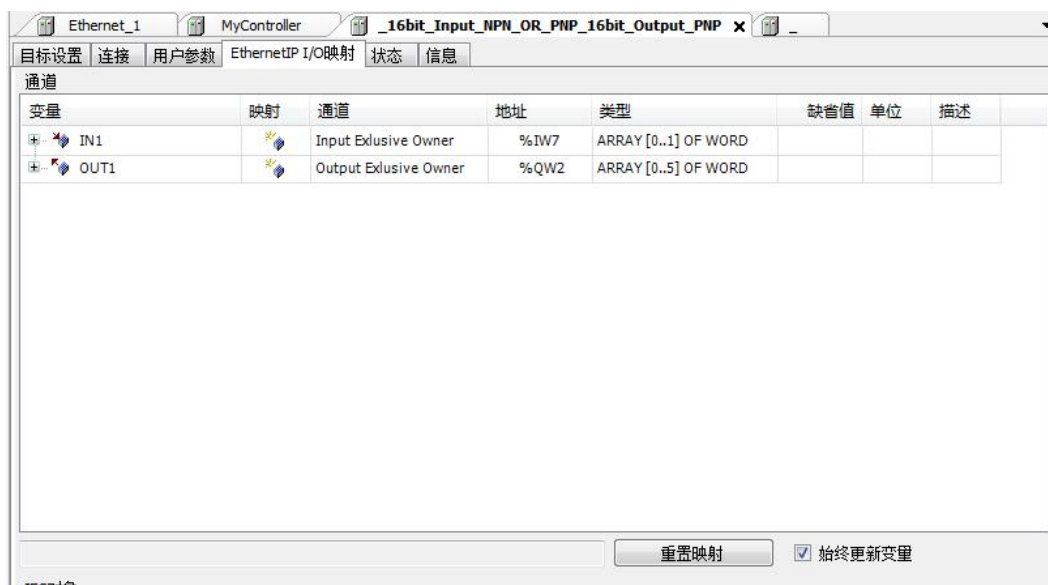 Ethernet_1 MyController _16bit_Input_NPN_OR_PNP_16bit_Output_PNP x _
目标设置 连接 用户参数 EthernetIP I/O映射 状态 信息
通道
变量 映射 通道 地址 类型 缺省值 单位 描述
IN1 Input Exlusive Owner %IW7 ARRAY [0..1] OF WORD
OUT1 Output Exlusive Owner %QW2 ARRAY [0..5] OF WORD
重置映射 始终更新变量